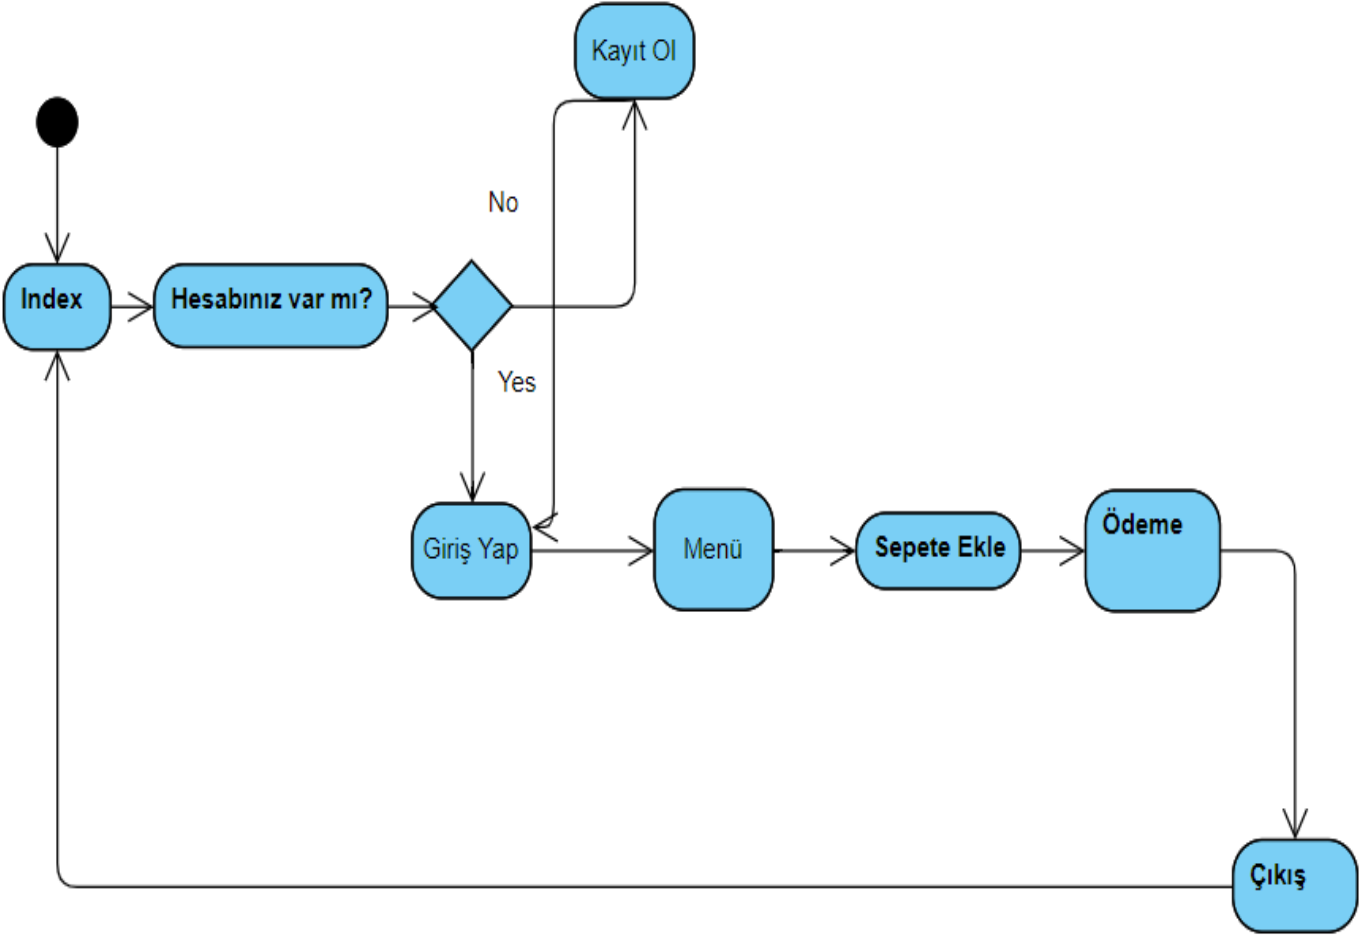 Kayıt Ol
No
Index
Hesabınız var mı?
Yes
Giriş Yap
Menü
Sepete Ekle
Ödeme
Çıkış